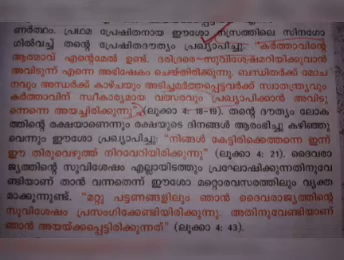 ണർത്ഥം. പ്രഥമ പ്രേഷിതനായ ഈശോ നസ്രത്തിലെ സിനഗോ
ഗിൽവച്ച് തന്റെ പ്രേഷിതദൗത്യം പ്രഖ്യാപിച്ചു: "കർത്താവിന്റെ
ആത്മാവ് എന്റെമേൽ ഉണ്ട്. ദരിദ്രരെ സുവിശേഷമറിയിക്കുവാൻ
അവിടുന്ന് എന്നെ അഭിഷേകം ചെയ്തിരിക്കുന്നു. ബന്ധിതർക്ക് മോച
നവും അന്ധർക്ക് കാഴ്ചയും അടിച്ചമർത്തപ്പെട്ടവർക്ക് സ്വാതന്ത്ര്യവും
കർത്താവിന് സ്വീകാര്യമായ വത്സരവും പ്രഖ്യാപിക്കാൻ അവിടു
ന്നെന്നെ അയച്ചിരിക്കുന്നു" (ലൂക്കാ 4: 18-19). തന്റെ ദൗത്യം ലോക
ത്തിന്റെ രക്ഷയാണെന്നും രക്ഷയുടെ ദിനങ്ങൾ ആരംഭിച്ചു കഴിഞ്ഞു
വെന്നും ഈശോ പ്രഖ്യാപിച്ചു: "നിങ്ങൾ കേട്ടിരിക്കെത്തന്നെ ഇന്ന്
ഈ തിരുവെഴുത്ത് നിറവേറിയിരിക്കുന്നു" (ലൂക്കാ 4: 21). ദൈവരാ
ജ്യത്തിന്റെ സുവിശേഷം എല്ലായിടത്തും പ്രഘോഷിക്കുന്നതിനുവേ
ണ്ടിയാണ് താൻ വന്നതെന്ന് ഈശോ മറ്റൊരവസരത്തിലും വ്യക്ത
മാക്കുന്നുണ്ട്. "മറ്റു പട്ടണങ്ങളിലും ഞാൻ ദൈവരാജ്യത്തിന്റെ
സുവിശേഷം പ്രസംഗിക്കേണ്ടിയിരിക്കുന്നു. അതിനുവേണ്ടിയാണ്
ഞാൻ അയയ്ക്കപ്പെട്ടിരിക്കുന്നത്" (ലൂക്കാ 4: 43).